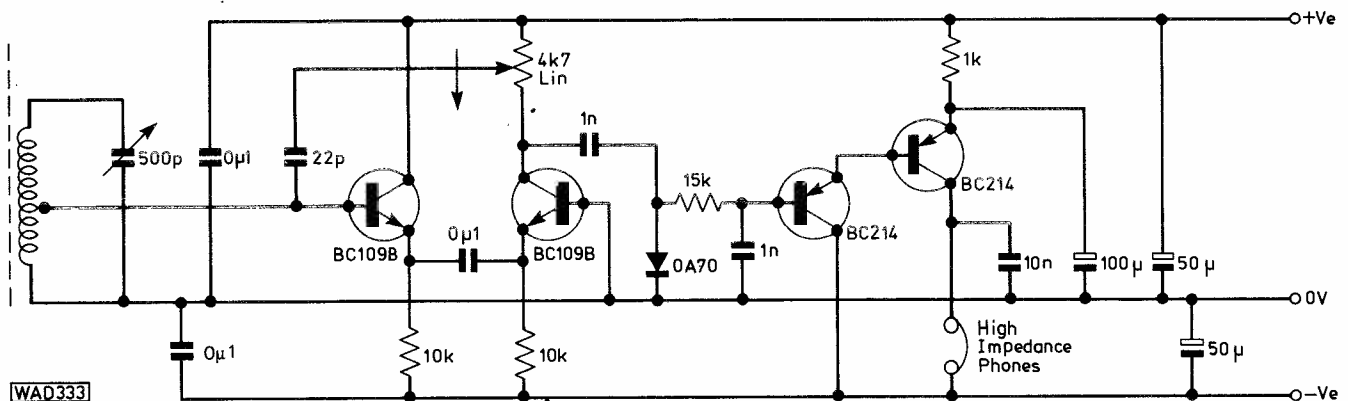 +Ve
4k7
Lin
1k
1n
500p
0µ1
22p
15k
BC214
BC109B
0µ1
BC109B
0A70
1n
BC214
10n
100µ
50µ
0V
0µ1
10k
10k
High
Impedance
Phones
50µ
WAD333
-Ve